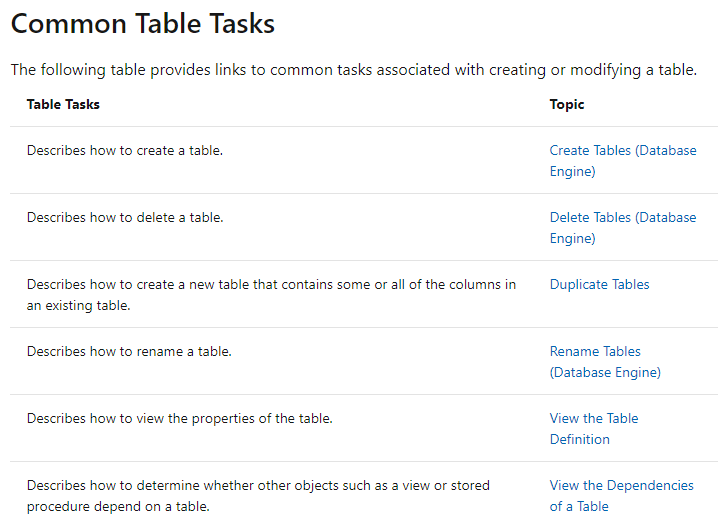 Common Table Tasks
The following table provides links to common tasks associated with creating or modifying a table.
Table Tasks
Topic
Describes how to create a table.
Create Tables (Database
Engine)
Describes how to delete a table.
Delete Tables (Database
Engine)
Describes how to create a new table that contains some or all of the columns in
an existing table.
Duplicate Tables
Describes how to rename a table.
Rename Tables
(Database Engine)
Describes how to view the properties of the table.
View the Table
Definition
Describes how to determine whether other objects such as a view or stored
procedure depend on a table.
View the Dependencies
of a Table